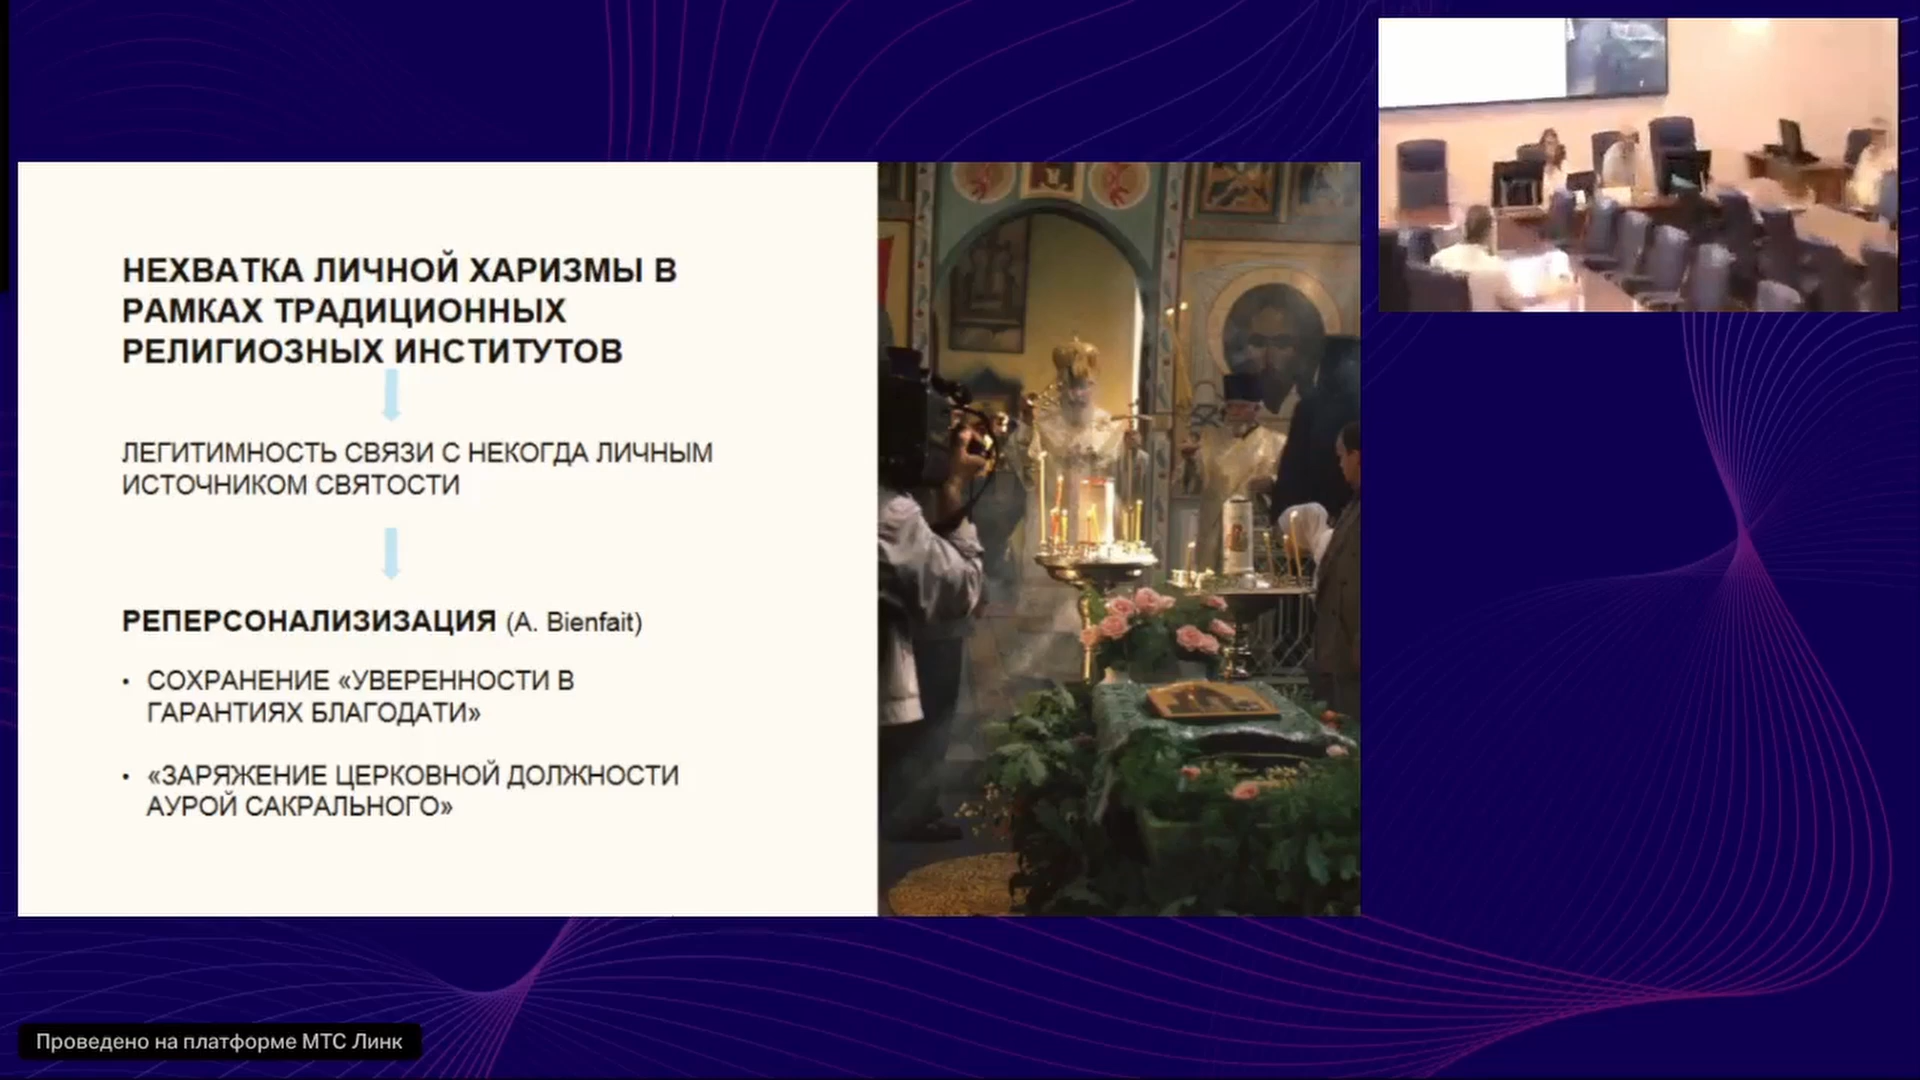 НЕХВАТКА ЛИЧНОЙ ХАРИЗМЫ В
РАМКАХ ТРАДИЦИОННЫХ
РЕЛИГИОЗНЫХ ИНСТИТУТОВ
ЛЕГИТИМНОСТЬ СВЯЗИ С НЕКОГДА ЛИЧНЫМ
ИСТОЧНИКОМ СВЯТОСТИ
РЕПЕРСОНАЛИЗИЗАЦИЯ (A. Bienfait)
• СОХРАНЕНИЕ «УВЕРЕННОСТИ В
ГАРАНТИЯХ БЛАГОДАТИ»
• «ЗАРЯЖЕНИЕ ЦЕРКОВНОЙ ДОЛЖНОСТИ
АУРОЙ САКРАЛЬНОГО»
Проведено на платформе МТС Линк